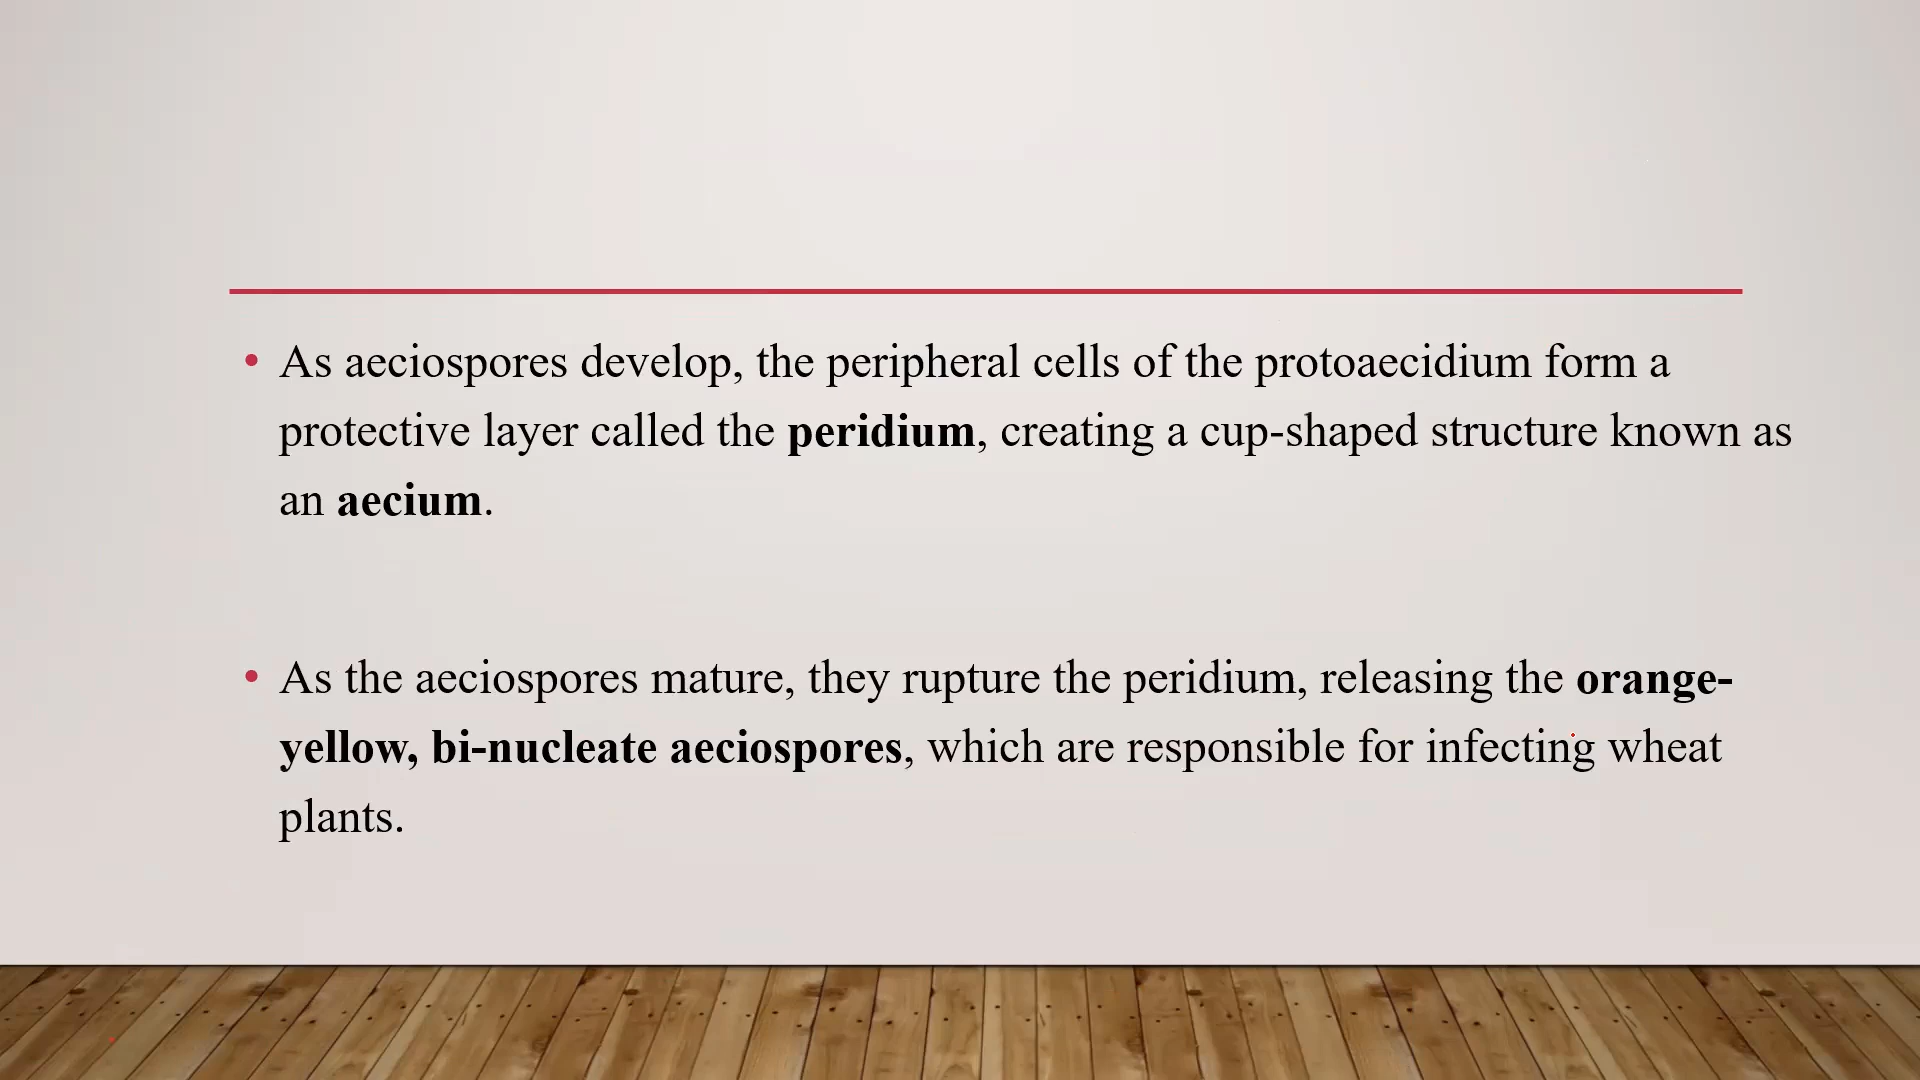 • As aeciospores develop, the peripheral cells of the protoaecidium form a
protective layer called the peridium, creating a cup-shaped structure known as
an aecium.
• As the aeciospores mature, they rupture the peridium, releasing the orange-
yellow, bi-nucleate aeciospores, which are responsible for infecting wheat
plants.